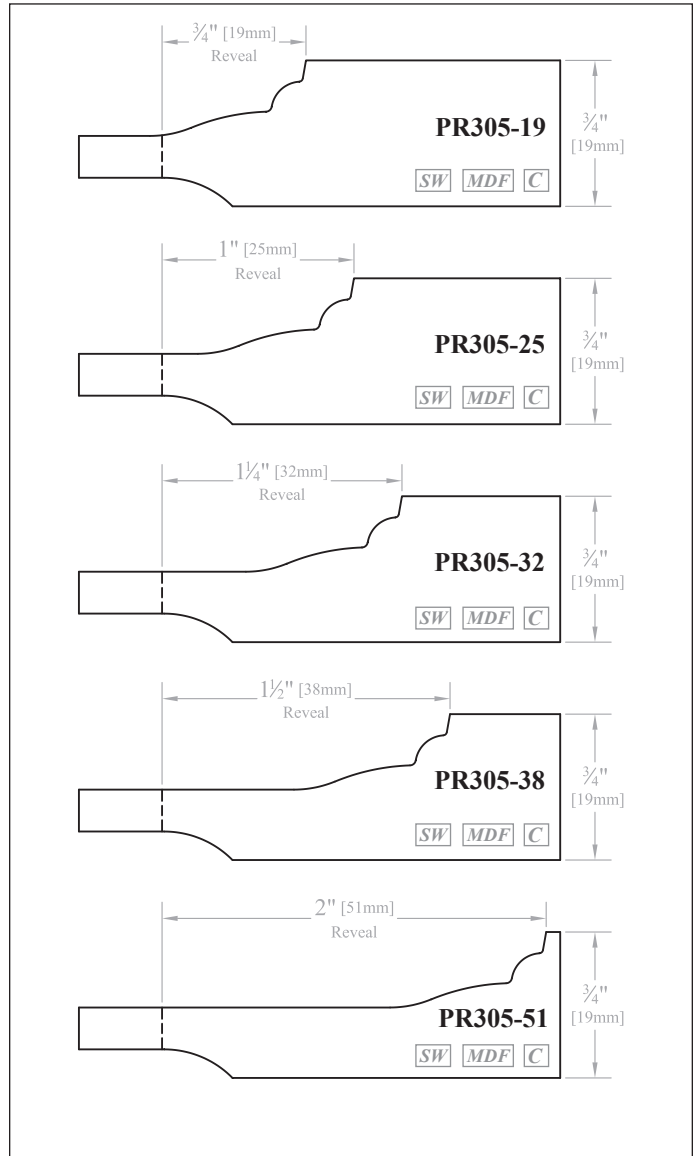 ¾" [19mm]
Reveal
PR305-19
¾"
[19mm]
SW MDF C
1" [25mm]
Reveal
PR305-25
¾"
[19mm]
SW MDF C
1¼" [32mm]
Reveal
PR305-32
¾"
[19mm]
SW MDF C
1½" [38mm]
Reveal
PR305-38
¾"
[19mm]
SW MDF C
2" [51mm]
Reveal
PR305-51
¾"
[19mm]
SW MDF C